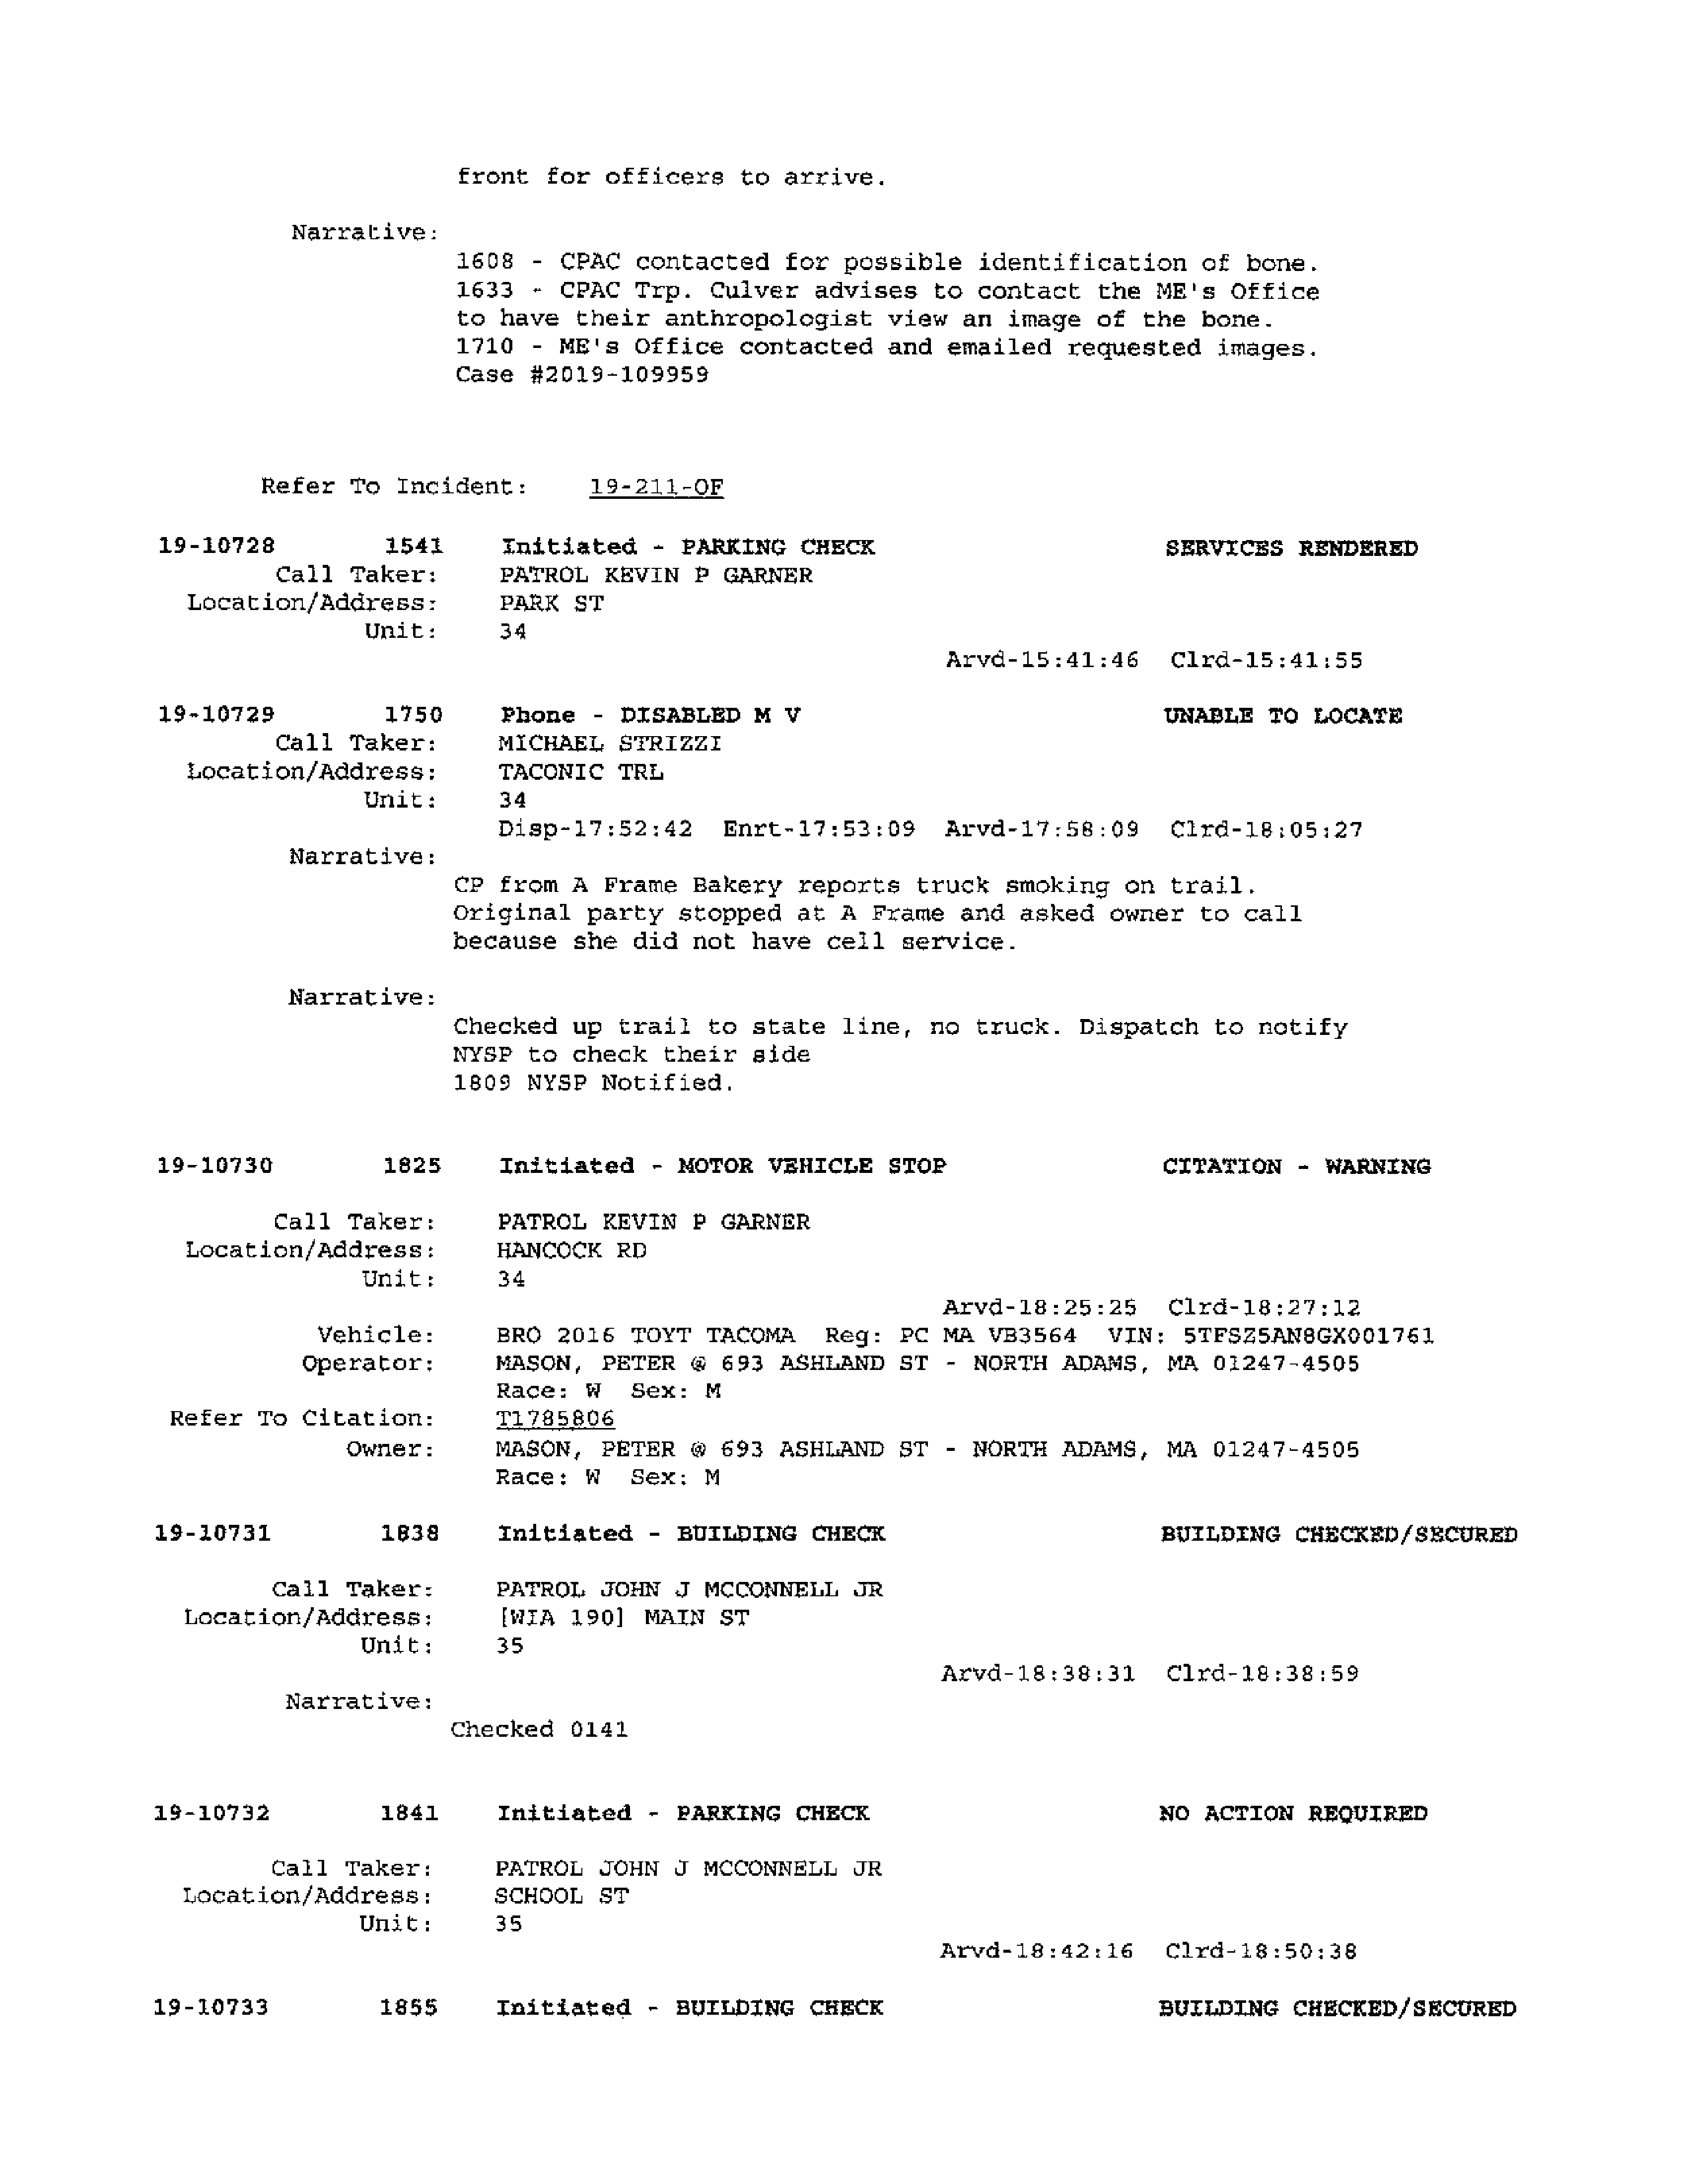 front for officers to arrive.
Narrative:
1608 - CPAC contacted for possible identification of bone.
1633 - CPAC Trp. Culver advises to contact the ME's Office
to have their anthropologist view an image of the bone.
1710 - ME's Office contacted and emailed requested images.
Case #2019-109959
Refer To Incident: 19-211-OF
19-10728 1541 Initiated - PARKING CHECK SERVICES RENDERED
Call Taker: PATROL KEVIN P GARNER
Location/Address: PARK ST
Unit: 34
Arvd-15:41:46 Clrd-15:41:55
19-10729 1750 Phone - DISABLED M V UNABLE TO LOCATE
Call Taker: MICHAEL STRIZZI
Location/Address: TACONIC TRL
Unit: 34
Disp-17:52:42 Enrt-17:53:09 Arvd-17:58:09 Clrd-18:05:27
Narrative:
CP from A Frame Bakery reports truck smoking on trail.
Original party stopped at A Frame and asked owner to call
because she did not have cell service.
Narrative:
Checked up trail to state line, no truck. Dispatch to notify
NYSP to check their side
1809 NYSP Notified.
19-10730 1825 Initiated - MOTOR VEHICLE STOP CITATION - WARNING
Call Taker: PATROL KEVIN P GARNER
Location/Address: HANCOCK RD
Unit: 34
Arvd-18:25:25 Clrd-18:27:12
Vehicle: BRO 2016 TOYT TACOMA Reg: PC MA VB3564 VIN: 5TFSZ5AN8GX001761
Operator: MASON, PETER @ 693 ASHLAND ST - NORTH ADAMS, MA 01247-4505
Race: W Sex: M
Refer To Citation: T1785806
Owner: MASON, PETER @ 693 ASHLAND ST - NORTH ADAMS, MA 01247-4505
Race: W Sex: M
19-10731 1838 Initiated - BUILDING CHECK BUILDING CHECKED/SECURED
Call Taker: PATROL JOHN J MCCONNELL JR
Location/Address: [WIA 190] MAIN ST
Unit: 35
Arvd-18:38:31 Clrd-18:38:59
Narrative:
Checked 0141
19-10732 1841 Initiated - PARKING CHECK NO ACTION REQUIRED
Call Taker: PATROL JOHN J MCCONNELL JR
Location/Address: SCHOOL ST
Unit: 35
Arvd-18:42:16 Clrd-18:50:38
19-10733 1855 Initiated - BUILDING CHECK BUILDING CHECKED/SECURED